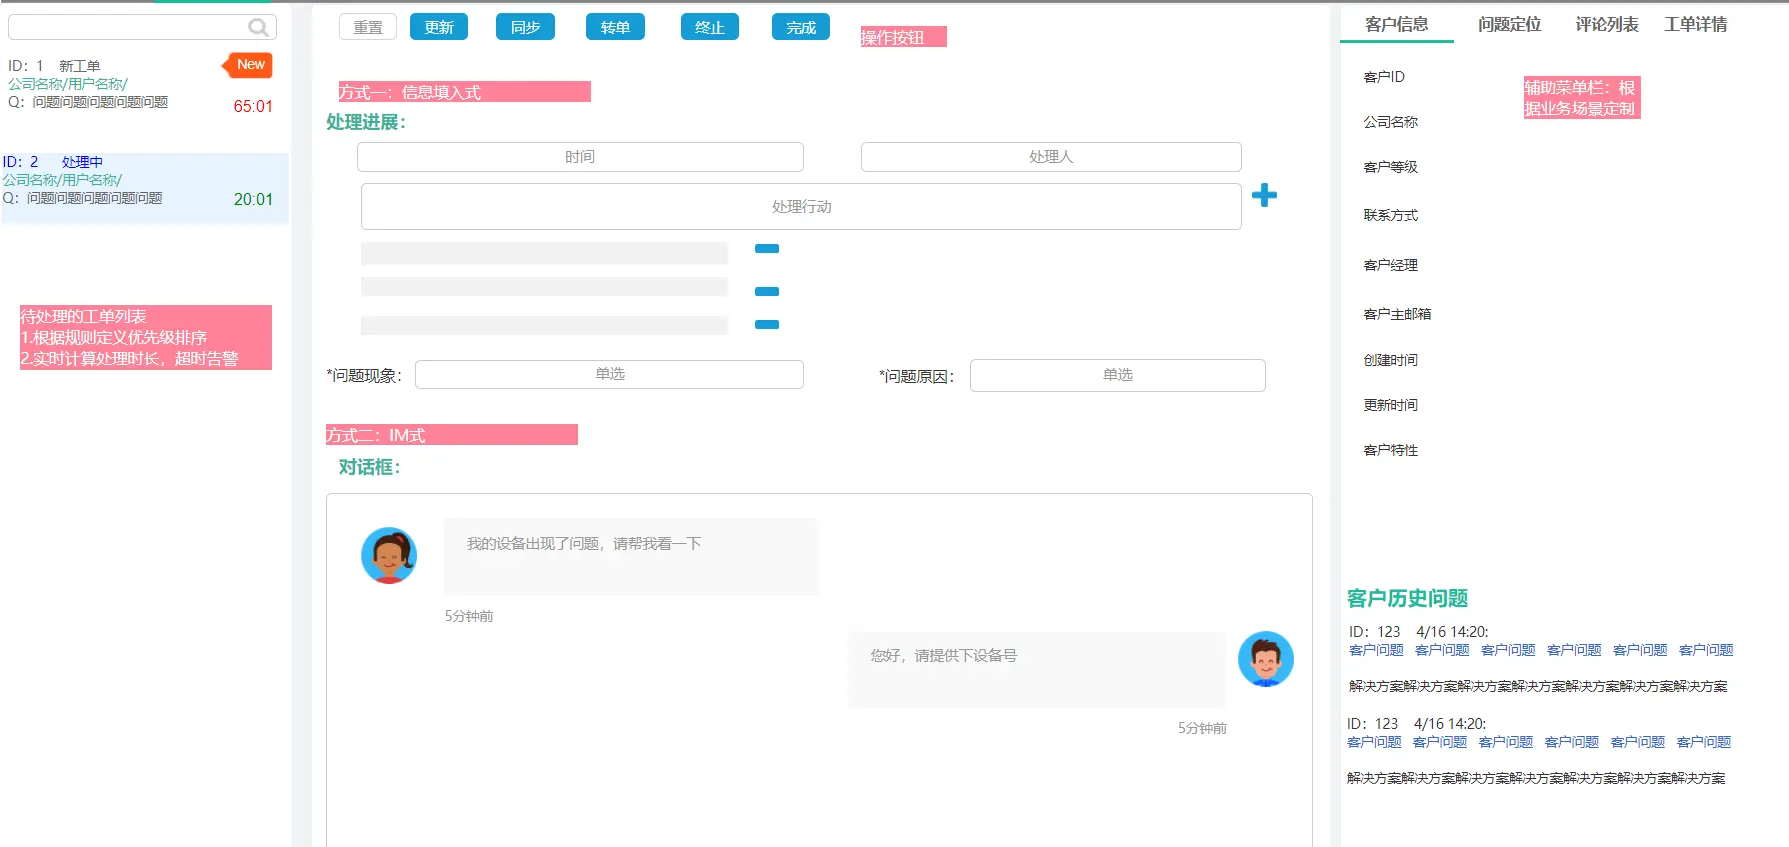 ID：1 新工单
New
公司名称/用户名称/
Q：问题问题问题问题问题
65:01
ID：2 处理中
公司名称/用户名称/
Q：问题问题问题问题问题
20:01
待处理的工单列表
1.根据规则定义优先级排序
2.实时计算处理时长，超时告警
重置 更新 同步 转单 终止 完成
操作按钮
方式一：信息填入式
处理进展：
时间 处理人
处理行动
*问题现象： 单选 *问题原因： 单选
方式二：IM式
对话框：
我的设备出现了问题，请帮我看一下
5分钟前
您好，请提供下设备号
5分钟前
客户信息 问题定位 评论列表 工单详情
客户ID
辅助菜单栏：根
据业务场景定制
公司名称
客户等级
联系方式
客户经理
客户主邮箱
创建时间
更新时间
客户特性
客户历史问题
ID：123 4/16 14:20:
客户问题 客户问题 客户问题 客户问题 客户问题 客户问题
解决方案解决方案解决方案解决方案解决方案解决方案解决方案
ID：123 4/16 14:20:
客户问题 客户问题 客户问题 客户问题 客户问题 客户问题
解决方案解决方案解决方案解决方案解决方案解决方案解决方案